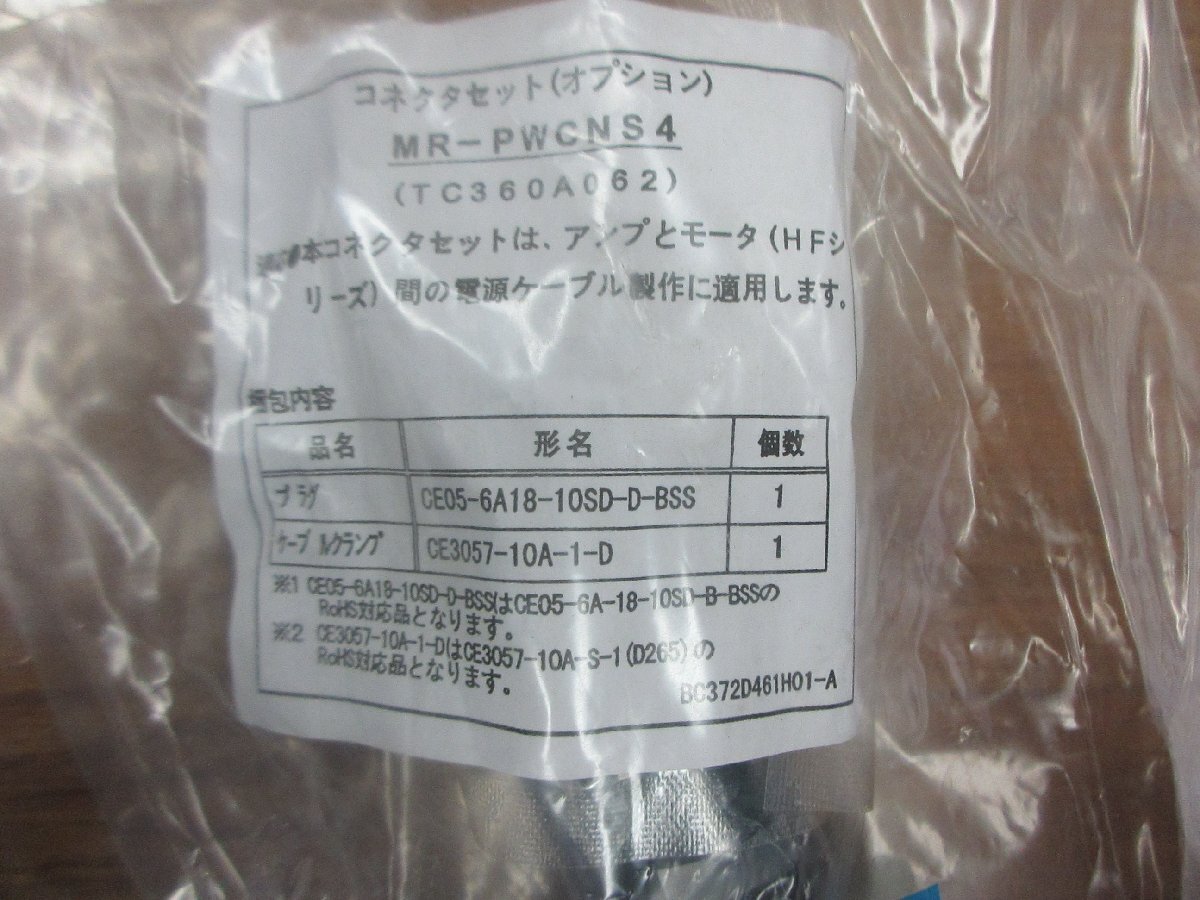 コネクタセット(オプション)
MR-PWCNS4
(TC360A062)
本コネクタセットは、アンプとモータ(HFシ
リーズ)間の電源ケーブル製作に適用します。
梱包内容
品名 形名 個数
プラグ CE05-6A18-10SD-D-BSS 1
ケーブルクランプ CE3057-10A-1-D 1
※1 CE05-6A18-10SD-D-BSSはCE05-6A-18-10SD-B-BSSの
RoHS対応品となります。
※2 CE3057-10A-1-DはCE3057-10A-S-1(D265)の
RoHS対応品となります。
BC372D461H01-A